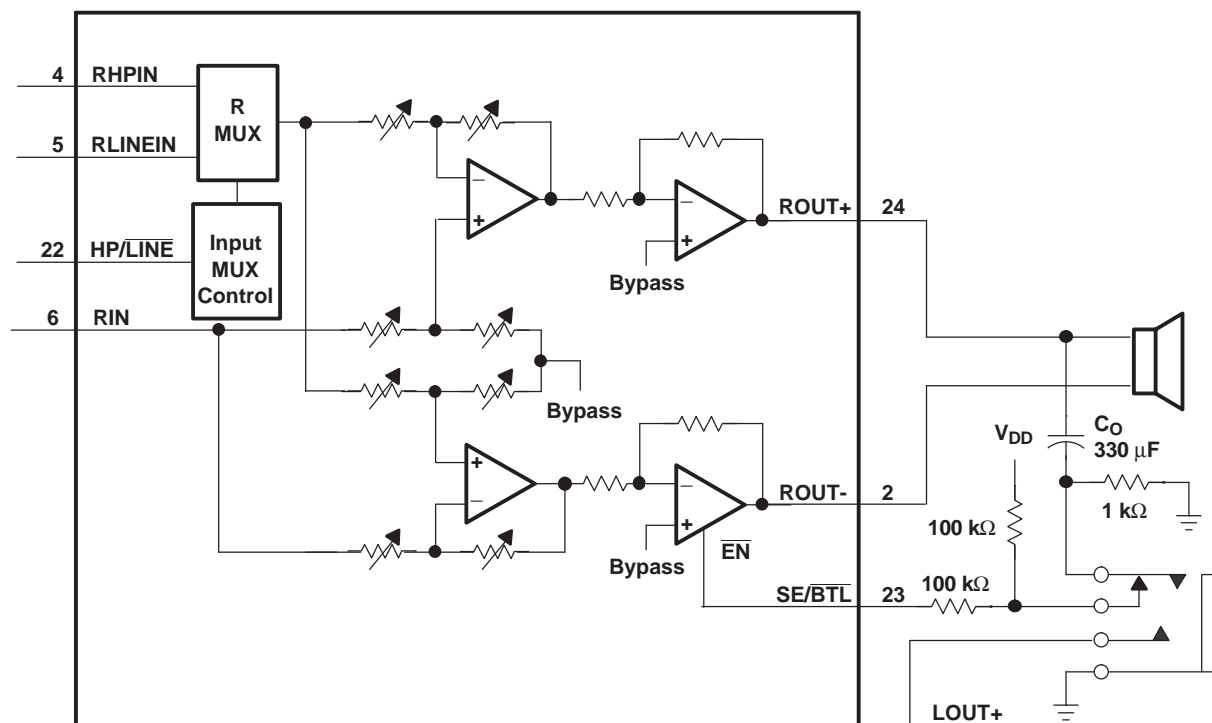 4 RHPIN
R
MUX
5 RLINEIN
22 HP/LINE
Input
MUX
Control
6 RIN
−
+
−
+
Bypass
ROUT+ 24
Bypass
+
−
−
+
Bypass
EN
ROUT- 2
SE/BTL 23
VDD
CO
330 μF
1 kΩ
100 kΩ
100 kΩ
LOUT+